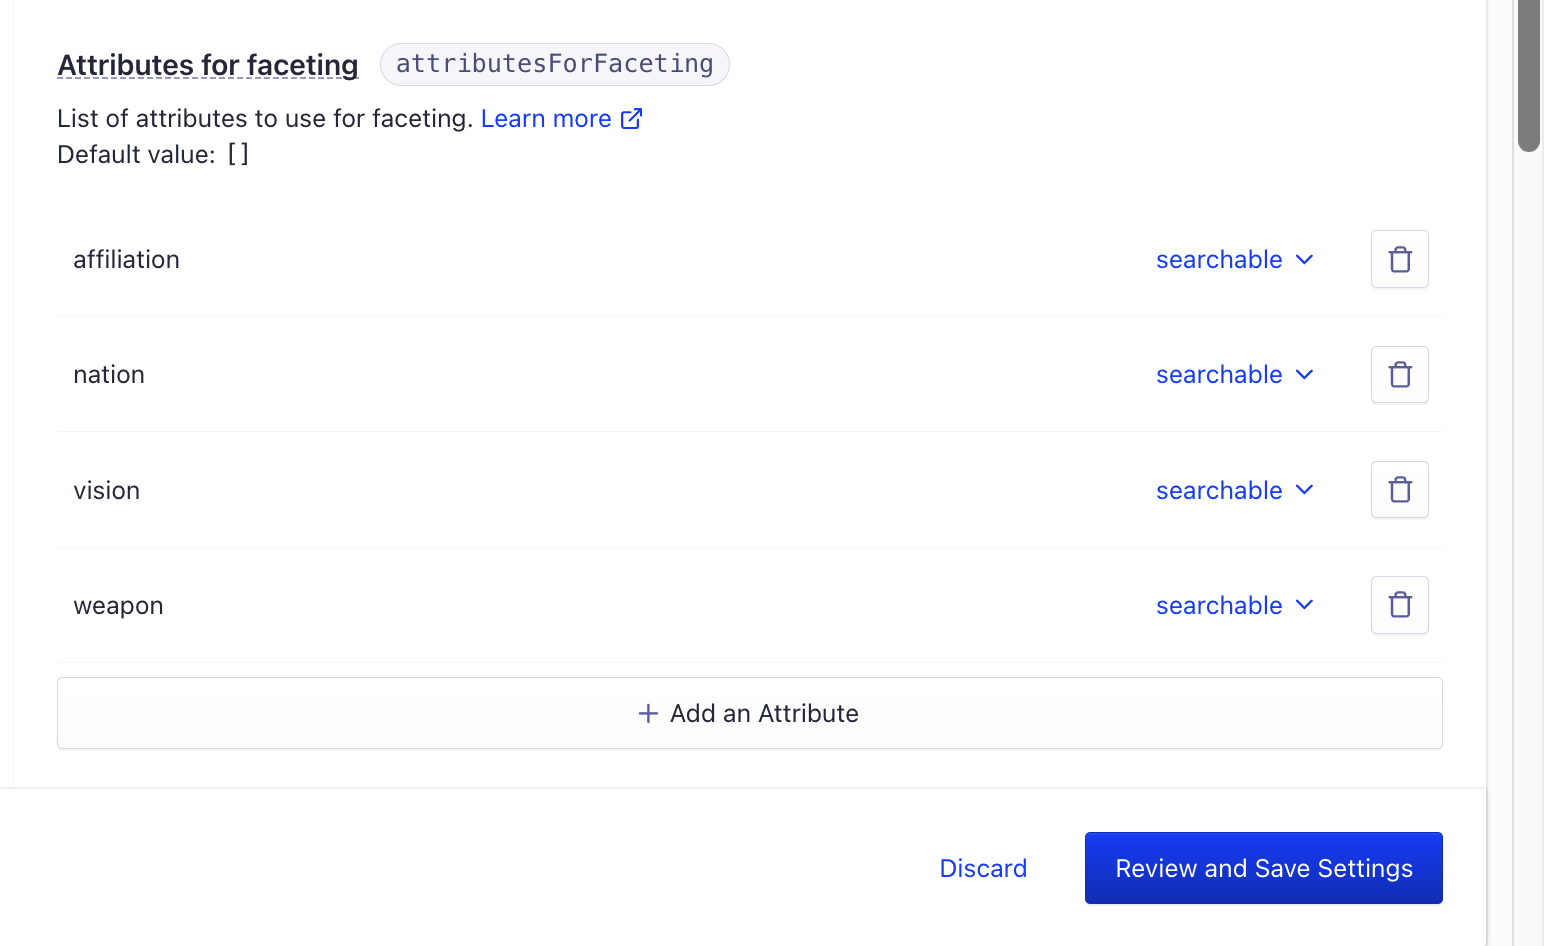 Attributes for faceting attributesForFaceting
List of attributes to use for faceting. Learn more
Default value: []
affiliation searchable
nation searchable
vision searchable
weapon searchable
+ Add an Attribute
Discard Review and Save Settings